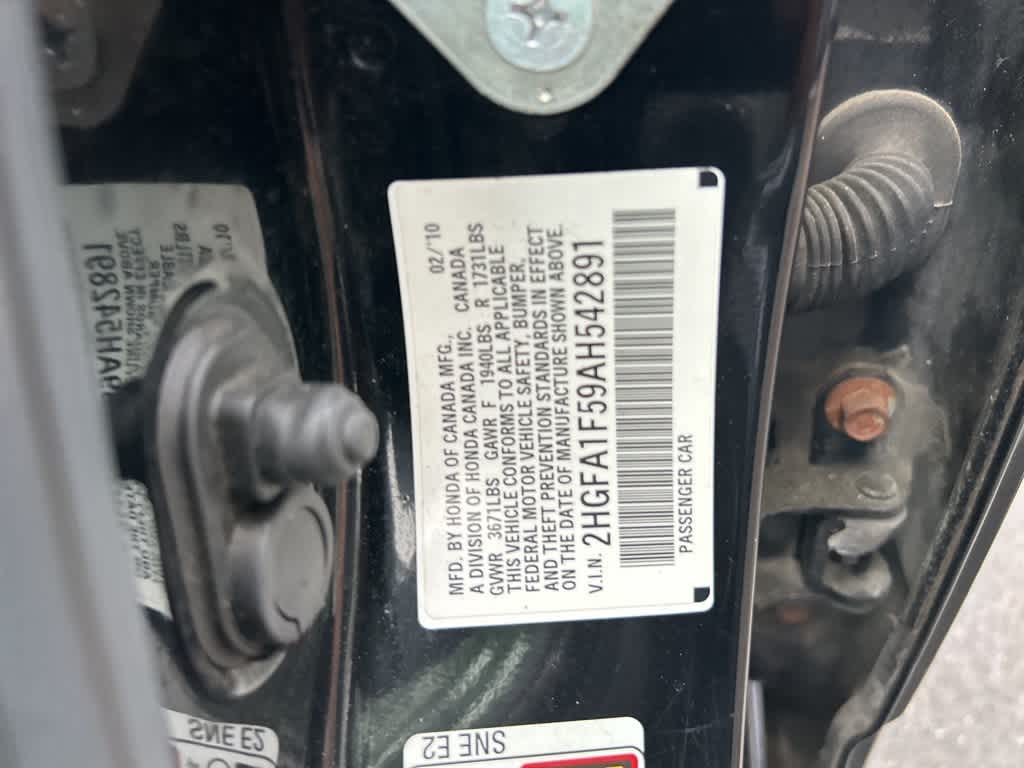 MFD. BY HONDA OF CANADA MFG., 02/'10
A DIVISION OF HONDA CANADA INC. CANADA
GVWR 3671LBS GAWR F 1940LBS R 1731LBS
THIS VEHICLE CONFORMS TO ALL APPLICABLE
FEDERAL MOTOR VEHICLE SAFETY, BUMPER,
AND THEFT PREVENTION STANDARDS IN EFFECT
ON THE DATE OF MANUFACTURE SHOWN ABOVE.
V.I.N. 2HGFA1F59AH542891
PASSENGER CAR
SNE E2